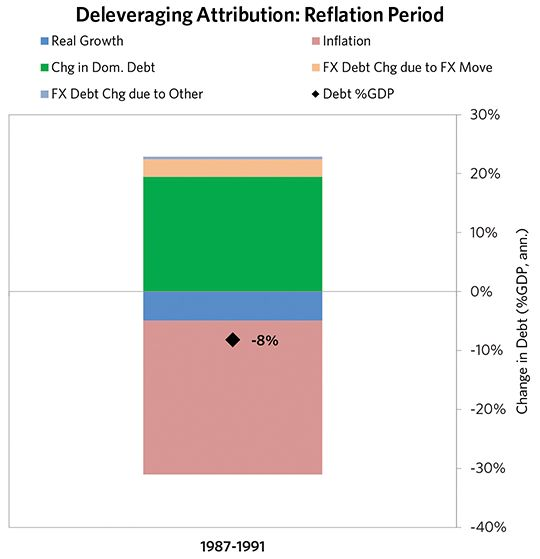 Deleveraging Attribution: Reflation Period
Real Growth
Inflation
Chg in Dom. Debt
FX Debt Chg due to FX Move
FX Debt Chg due to Other
Debt %GDP
30%
20%
10%
0%
-10%
-20%
-30%
-40%
Change in Debt (%GDP, ann.)
-8%
1987-1991